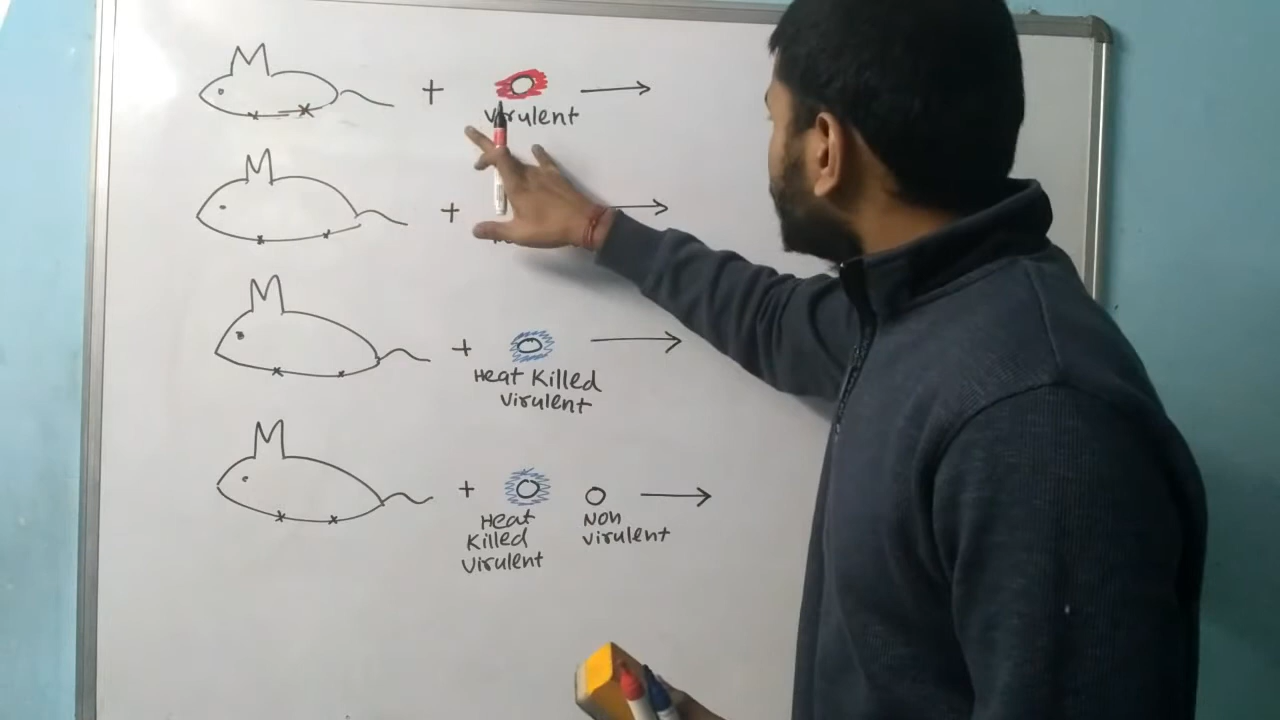 + virulent →
+ →
+ Heat Killed
virulent →
+ Heat
Killed
virulent
Non
virulent →